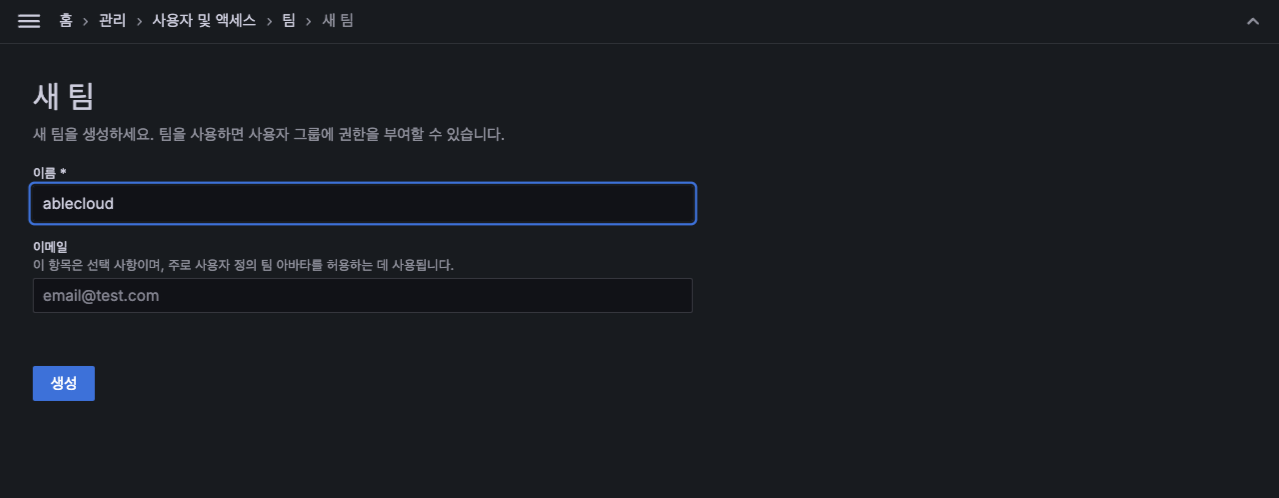 홈 > 관리 > 사용자 및 액세스 > 팀 > 새 팀
새 팀
새 팀을 생성하세요. 팀을 사용하면 사용자 그룹에 권한을 부여할 수 있습니다.
이름 *
ablecloud
이메일
이 항목은 선택 사항이며, 주로 사용자 정의 팀 아바타를 허용하는 데 사용됩니다.
email@test.com
생성